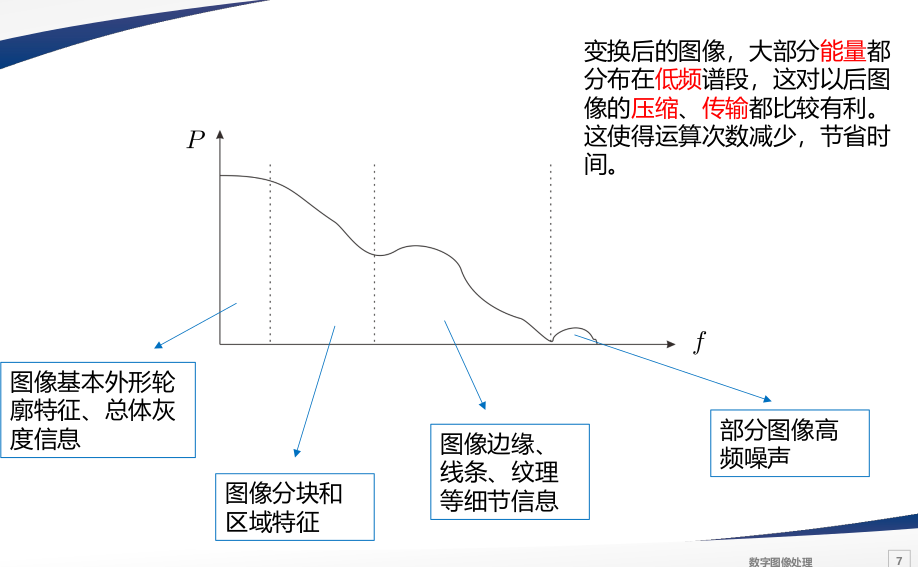 变换后的图像，大部分能量都
分布在低频谱段，这对以后图
像的压缩、传输都比较有利。
这使得运算次数减少，节省时
间。
P
f
图像基本外形轮
廓特征、总体灰
度信息
图像分块和
区域特征
图像边缘、
线条、纹理
等细节信息
部分图像高
频噪声
数字图像处理
7